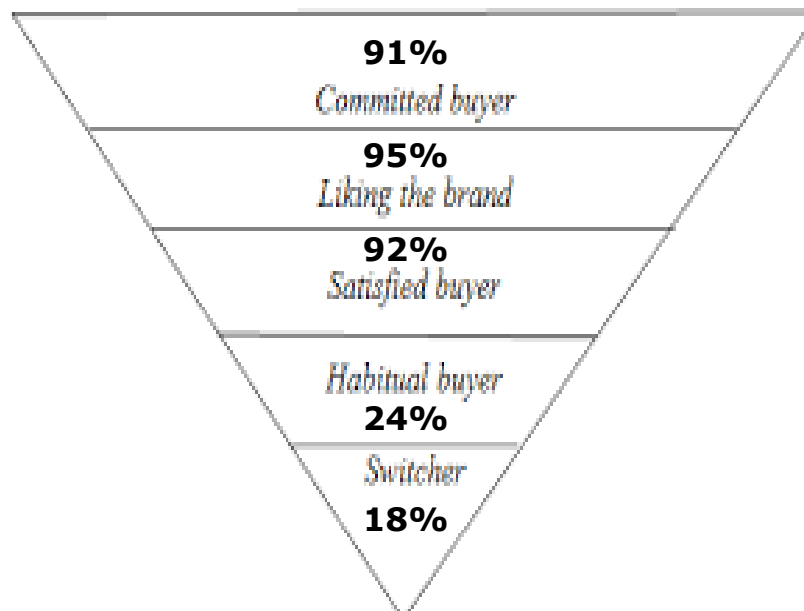 91%
Committed buyer
95%
Liking the brand
92%
Satisfied buyer
Habitual buyer
24%
Switcher
18%